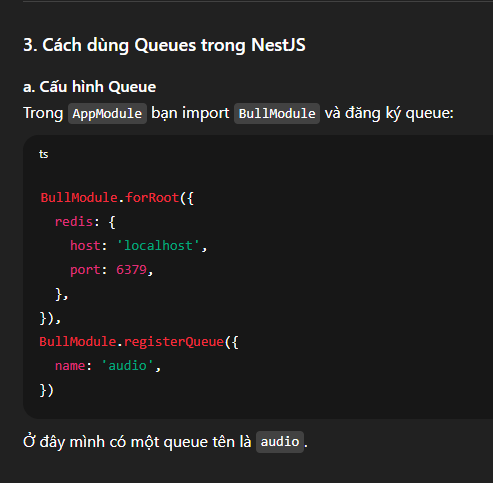 3. Cách dùng Queues trong NestJS
a. Cấu hình Queue
Trong AppModule bạn import BullModule và đăng ký queue:
ts
BullModule.forRoot({
  redis: {
    host: 'localhost',
    port: 6379,
  },
}),
BullModule.registerQueue({
  name: 'audio',
})
Ở đây mình có một queue tên là audio.